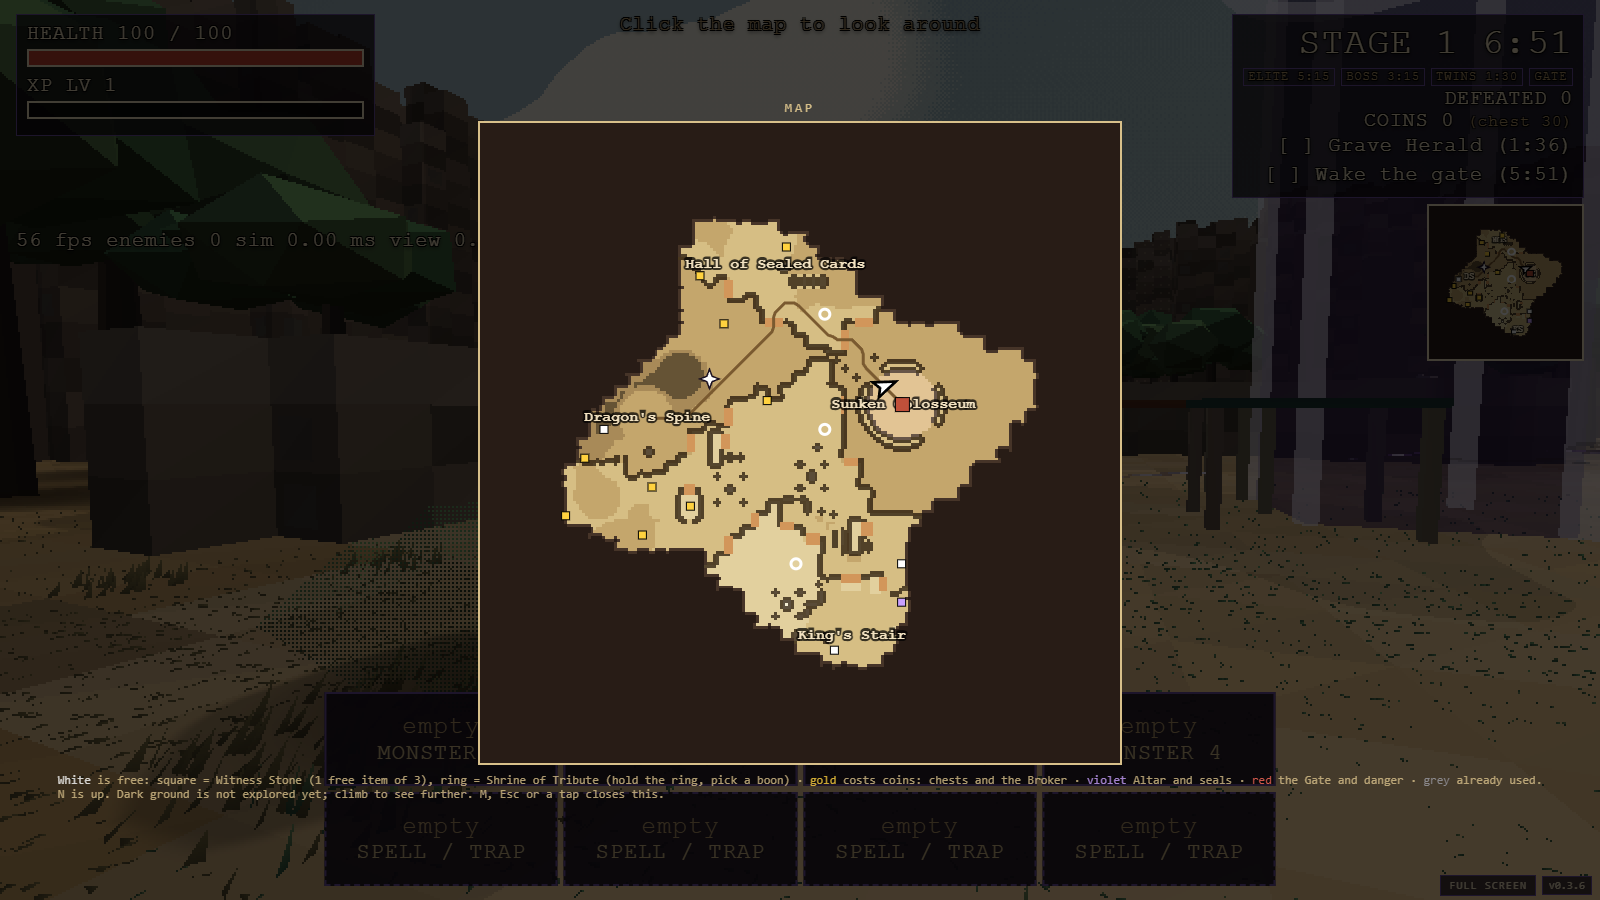 HEALTH 100 / 100
XP LV 1
Click the map to look around
STAGE 1 6:51
ELITE 5:15 BOSS 3:15 TWINS 1:30 GATE
DEFEATED 0
COINS 0 (chest 30)
[ ] Grave Herald (1:36)
[ ] Wake the gate (5:51)
56 fps enemies 0 sim 0.00 ms view 0.
MAP
Hall of Sealed Cards
Dragon's Spine
Sunken
King's Stair
empty
MONSTER
empty
NSTER 4
White is free: square = Witness Stone (1 free item of 3), ring = Shrine of Tribute (hold the ring, pick a boon) · gold costs coins: chests and the Broker · violet Altar and seals · red the Gate and danger · grey already used.
N is up. Dark ground is not explored yet; climb to see further. M, Esc or a tap closes this.
empty
SPELL / TRAP
empty
SPELL / TRAP
empty
SPELL / TRAP
empty
SPELL / TRAP
FULL SCREEN
v0.3.6